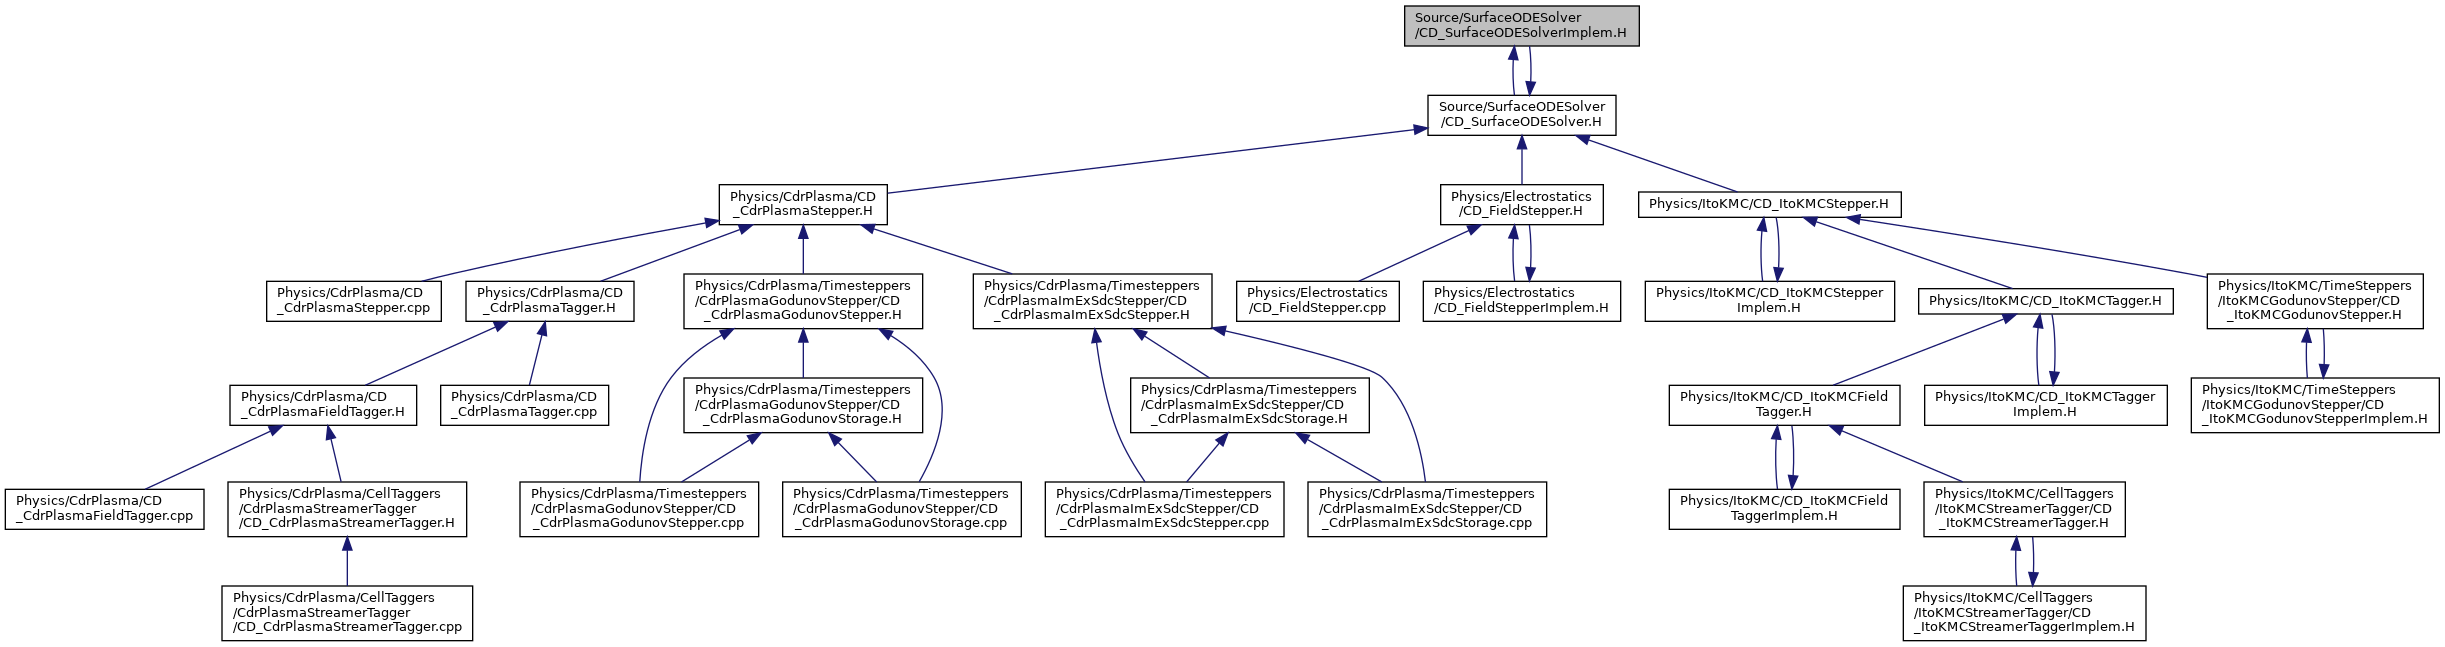 Source/SurfaceODESolver
/CD_SurfaceODESolverImplem.H
Source/SurfaceODESolver
/CD_SurfaceODESolver.H
Physics/CdrPlasma/CD
_CdrPlasmaStepper.H
Physics/Electrostatics
/CD_FieldStepper.H
Physics/ItoKMC/CD_ItoKMCStepper.H
Physics/CdrPlasma/CD
_CdrPlasmaStepper.cpp
Physics/CdrPlasma/CD
_CdrPlasmaTagger.H
Physics/CdrPlasma/Timesteppers
/CdrPlasmaGodunovStepper/CD
_CdrPlasmaGodunovStepper.H
Physics/CdrPlasma/Timesteppers
/CdrPlasmaImExSdcStepper/CD
_CdrPlasmaImExSdcStepper.H
Physics/Electrostatics
/CD_FieldStepper.cpp
Physics/Electrostatics
/CD_FieldStepperImplem.H
Physics/ItoKMC/CD_ItoKMCStepper
Implem.H
Physics/ItoKMC/CD_ItoKMCTagger.H
Physics/ItoKMC/TimeSteppers
/ItoKMCGodunovStepper/CD
_ItoKMCGodunovStepper.H
Physics/CdrPlasma/CD
_CdrPlasmaFieldTagger.H
Physics/CdrPlasma/CD
_CdrPlasmaTagger.cpp
Physics/CdrPlasma/Timesteppers
/CdrPlasmaGodunovStepper/CD
_CdrPlasmaGodunovStorage.H
Physics/CdrPlasma/Timesteppers
/CdrPlasmaImExSdcStepper/CD
_CdrPlasmaImExSdcStorage.H
Physics/ItoKMC/CD_ItoKMCField
Tagger.H
Physics/ItoKMC/CD_ItoKMCTagger
Implem.H
Physics/ItoKMC/TimeSteppers
/ItoKMCGodunovStepper/CD
_ItoKMCGodunovStepperImplem.H
Physics/CdrPlasma/CD
_CdrPlasmaFieldTagger.cpp
Physics/CdrPlasma/CellTaggers
/CdrPlasmaStreamerTagger
/CD_CdrPlasmaStreamerTagger.H
Physics/CdrPlasma/Timesteppers
/CdrPlasmaGodunovStepper/CD
_CdrPlasmaGodunovStepper.cpp
Physics/CdrPlasma/Timesteppers
/CdrPlasmaGodunovStepper/CD
_CdrPlasmaGodunovStorage.cpp
Physics/CdrPlasma/Timesteppers
/CdrPlasmaImExSdcStepper/CD
_CdrPlasmaImExSdcStepper.cpp
Physics/CdrPlasma/Timesteppers
/CdrPlasmaImExSdcStepper/CD
_CdrPlasmaImExSdcStorage.cpp
Physics/ItoKMC/CD_ItoKMCField
TaggerImplem.H
Physics/ItoKMC/CellTaggers
/ItoKMCStreamerTagger/CD
_ItoKMCStreamerTagger.H
Physics/CdrPlasma/CellTaggers
/CdrPlasmaStreamerTagger
/CD_CdrPlasmaStreamerTagger.cpp
Physics/ItoKMC/CellTaggers
/ItoKMCStreamerTagger/CD
_ItoKMCStreamerTaggerImplem.H